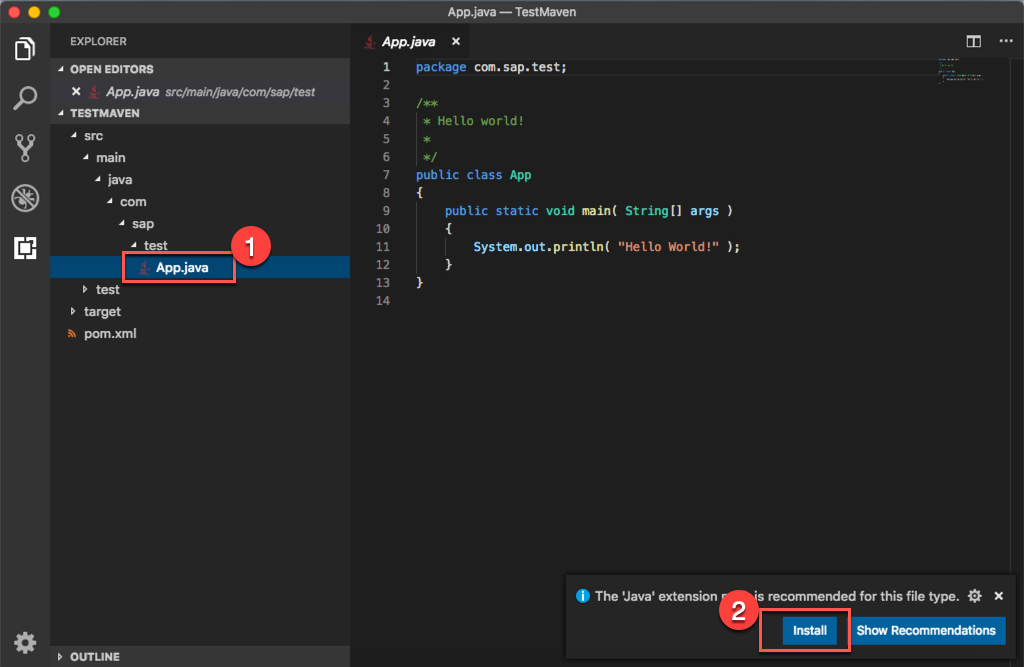 App.java — TestMaven
EXPLORER
OPEN EDITORS
App.java src/main/java/com/sap/test
TESTMAVEN
src
main
java
com
sap
test
App.java
1
test
target
pom.xml
OUTLINE
App.java
1 package com.sap.test;
2
3 /**
4 * Hello world!
5 *
6 */
7 public class App
8 {
9 public static void main( String[] args )
10 {
11 System.out.println( "Hello World!" );
12 }
13 }
14
The 'Java' extension is recommended for this file type.
2
Install Show Recommendations